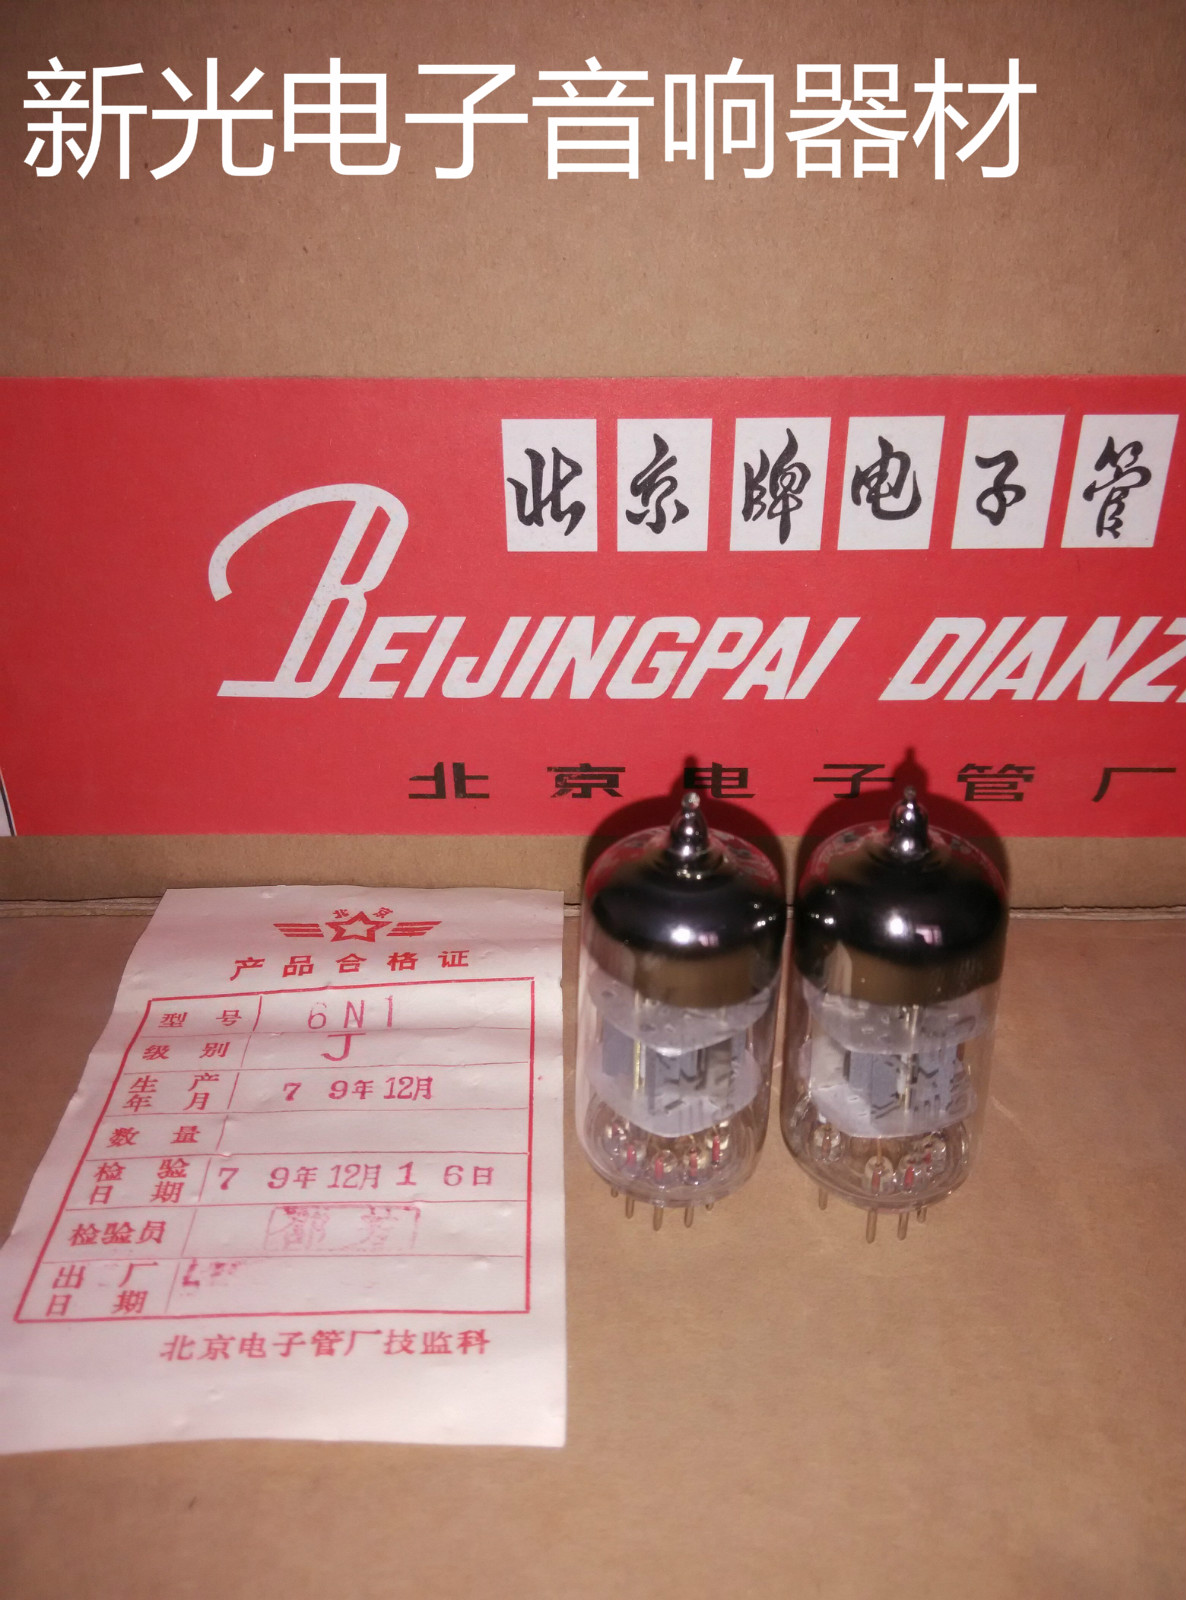 新光电子音响器材
北京牌电子管
BEIJINGPAI DIANZ
北京电子管厂
北京
产品合格证
型号 6N1
级别 J
生产年月 79年12月
数量
检验日期 79年12月16日
检验员
出厂日期
北京电子管厂技监科